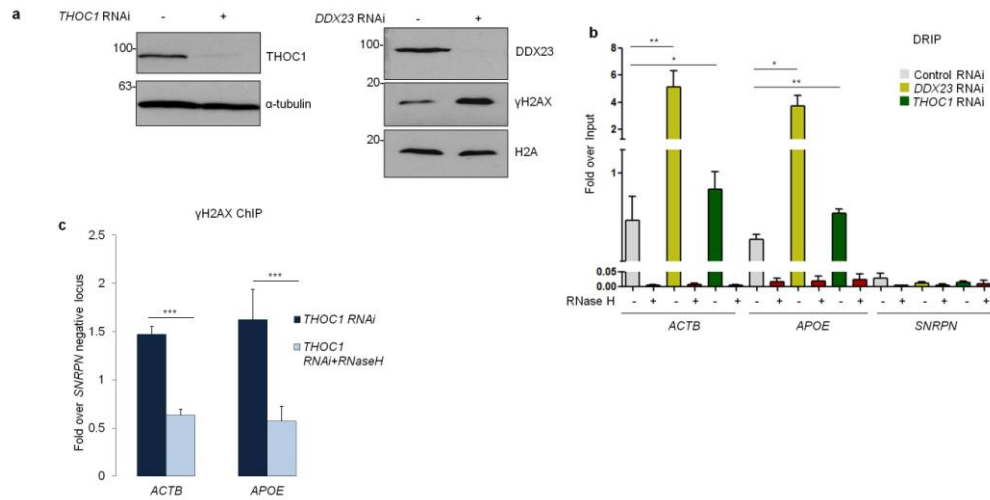 a
THOC1 RNAi - +
100
THOC1
63
α-tubulin
DDX23 RNAi - +
100
DDX23
20
γH2AX
20
H2A
b
DRIP
Control RNAi
DDX23 RNAi
THOC1 RNAi
Fold over Input
8
6
4
2
1
0.05
0.00
** * * **
RNase H - + - + - + - + - + - + - + - + - +
ACTB APOE SNRPN
c
γH2AX ChIP
Fold over SNRPN negative locus
2.5
2
1.5
1
0.5
0
*** ***
THOC1 RNAi
THOC1
RNAi+RNaseH
ACTB APOE